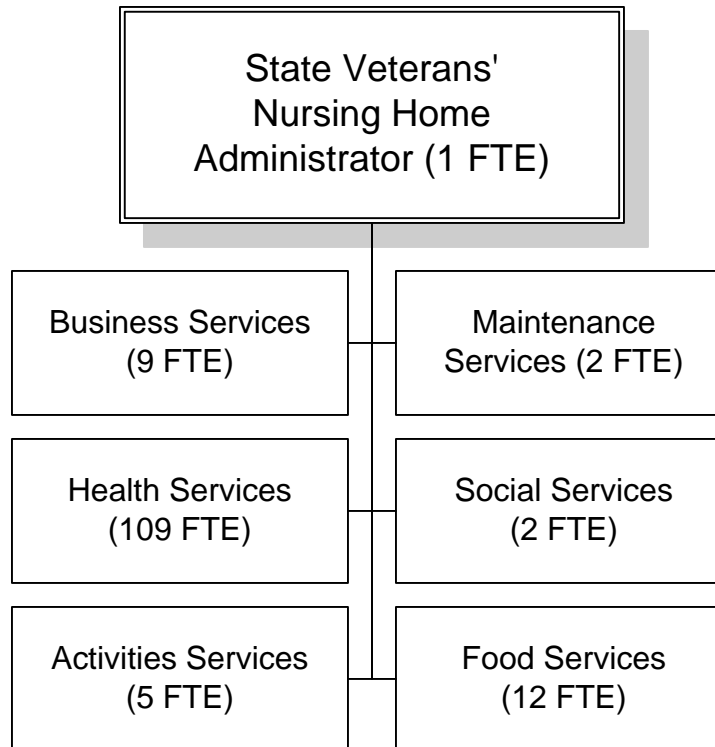 State Veterans'
Nursing Home
Administrator (1 FTE)
Business Services
(9 FTE)
Maintenance
Services (2 FTE)
Health Services
(109 FTE)
Social Services
(2 FTE)
Activities Services
(5 FTE)
Food Services
(12 FTE)